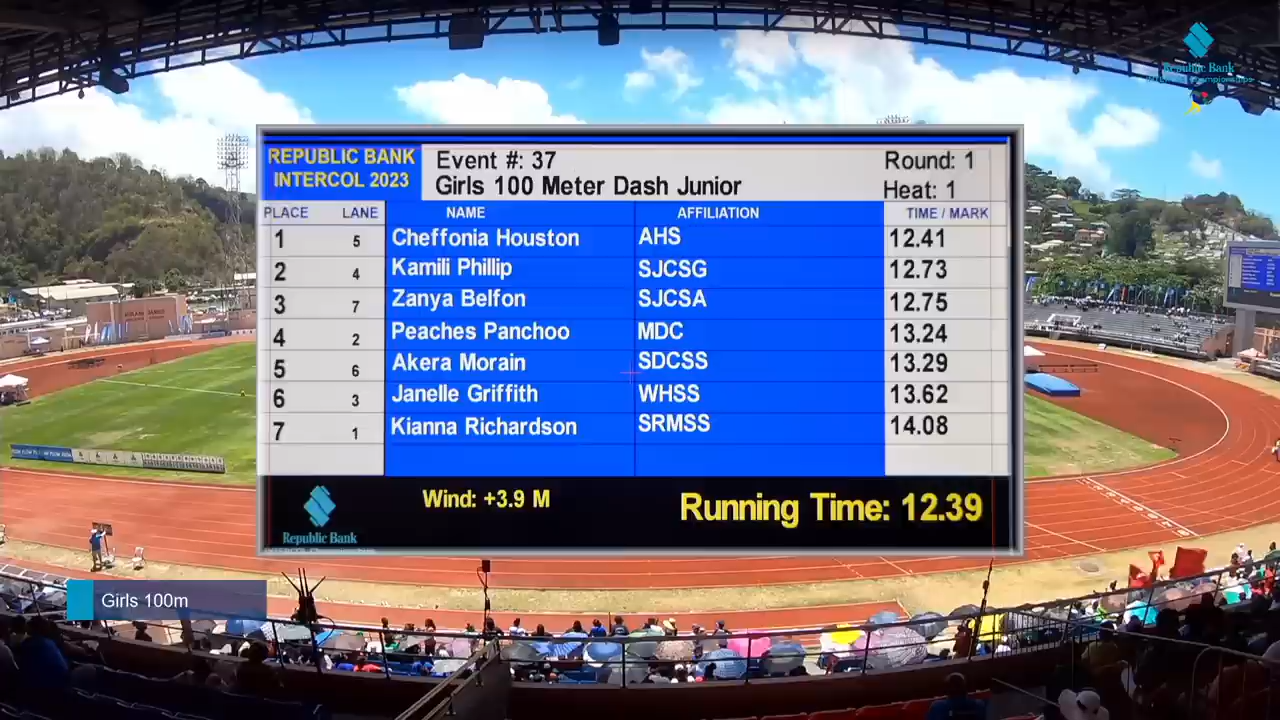 Republic Bank
REPUBLIC BANK
INTERCOL 2023
Event #: 37
Girls 100 Meter Dash Junior
Round: 1
Heat: 1
PLACE LANE NAME AFFILIATION TIME / MARK
1 5 Cheffonia Houston AHS 12.41
2 4 Kamili Phillip SJCSG 12.73
3 7 Zanya Belfon SJCSA 12.75
4 2 Peaches Panchoo MDC 13.24
5 6 Akera Morain SDCSS 13.29
6 3 Janelle Griffith WHSS 13.62
7 1 Kianna Richardson SRMSS 14.08
Wind: +3.9 M
Running Time: 12.39
Republic Bank
Girls 100m